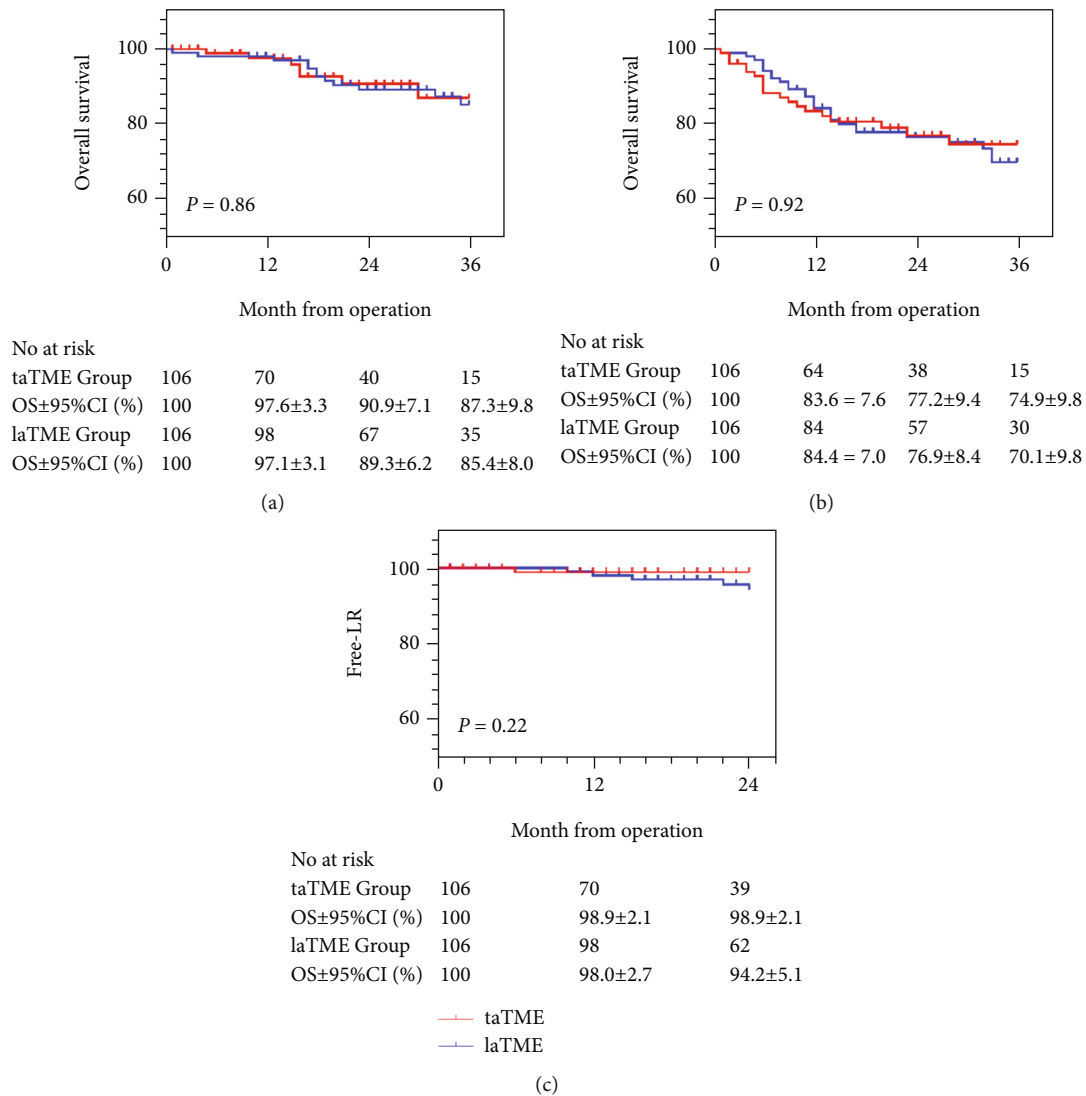 Overall survival
100
80
60
P = 0.86
0 12 24 36
Month from operation
No at risk
taTME Group 106 70 40 15
OS±95%CI (%) 100 97.6±3.3 90.9±7.1 87.3±9.8
laTME Group 106 98 67 35
OS±95%CI (%) 100 97.1±3.1 89.3±6.2 85.4±8.0
(a)
Overall survival
100
80
60
P = 0.92
0 12 24 36
Month from operation
No at risk
taTME Group 106 64 38 15
OS±95%CI (%) 100 83.6 = 7.6 77.2±9.4 74.9±9.8
laTME Group 106 84 57 30
OS±95%CI (%) 100 84.4 = 7.0 76.9±8.4 70.1±9.8
(b)
Free-LR
100
80
60
P = 0.22
0 12 24
Month from operation
No at risk
taTME Group 106 70 39
OS±95%CI (%) 100 98.9±2.1 98.9±2.1
laTME Group 106 98 62
OS±95%CI (%) 100 98.0±2.7 94.2±5.1
taTME
laTME
(c)